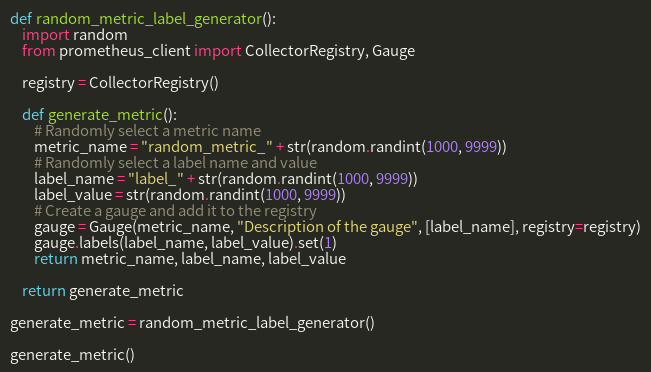 def random_metric_label_generator():
    import random
    from prometheus_client import CollectorRegistry, Gauge

    registry = CollectorRegistry()

    def generate_metric():
        # Randomly select a metric name
        metric_name = "random_metric_" + str(random.randint(1000, 9999))
        # Randomly select a label name and value
        label_name = "label_" + str(random.randint(1000, 9999))
        label_value = str(random.randint(1000, 9999))
        # Create a gauge and add it to the registry
        gauge = Gauge(metric_name, "Description of the gauge", [label_name], registry=registry)
        gauge.labels(label_name, label_value).set(1)
        return metric_name, label_name, label_value

    return generate_metric

generate_metric = random_metric_label_generator()

generate_metric()